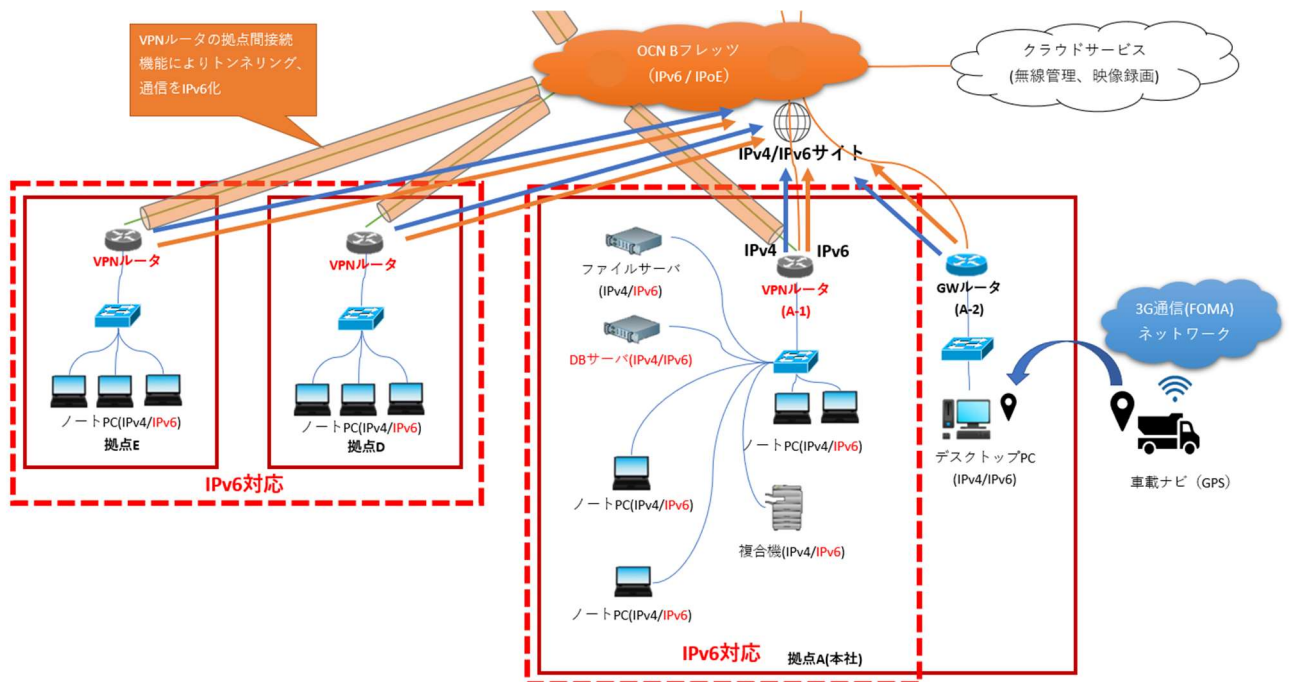 VPNルータの拠点間接続
機能によりトンネリング、
通信をIPv6化
OCN Bフレッツ
(IPv6 / IPoE)
クラウドサービス
(無線管理、映像録画)
IPv4/IPv6サイト
VPNルータ
ノートPC(IPv4/IPv6)
拠点E
VPNルータ
ノートPC(IPv4/IPv6)
拠点D
IPv6対応
ファイルサーバ
(IPv4/IPv6)
DBサーバ(IPv4/IPv6)
IPv4
IPv6
VPNルータ
(A-1)
ノートPC(IPv4/IPv6)
ノートPC(IPv4/IPv6)
複合機(IPv4/IPv6)
ノートPC(IPv4/IPv6)
IPv6対応
拠点A(本社)
GWルータ
(A-2)
デスクトップPC
(IPv4/IPv6)
3G通信(FOMA)
ネットワーク
車載ナビ（GPS）